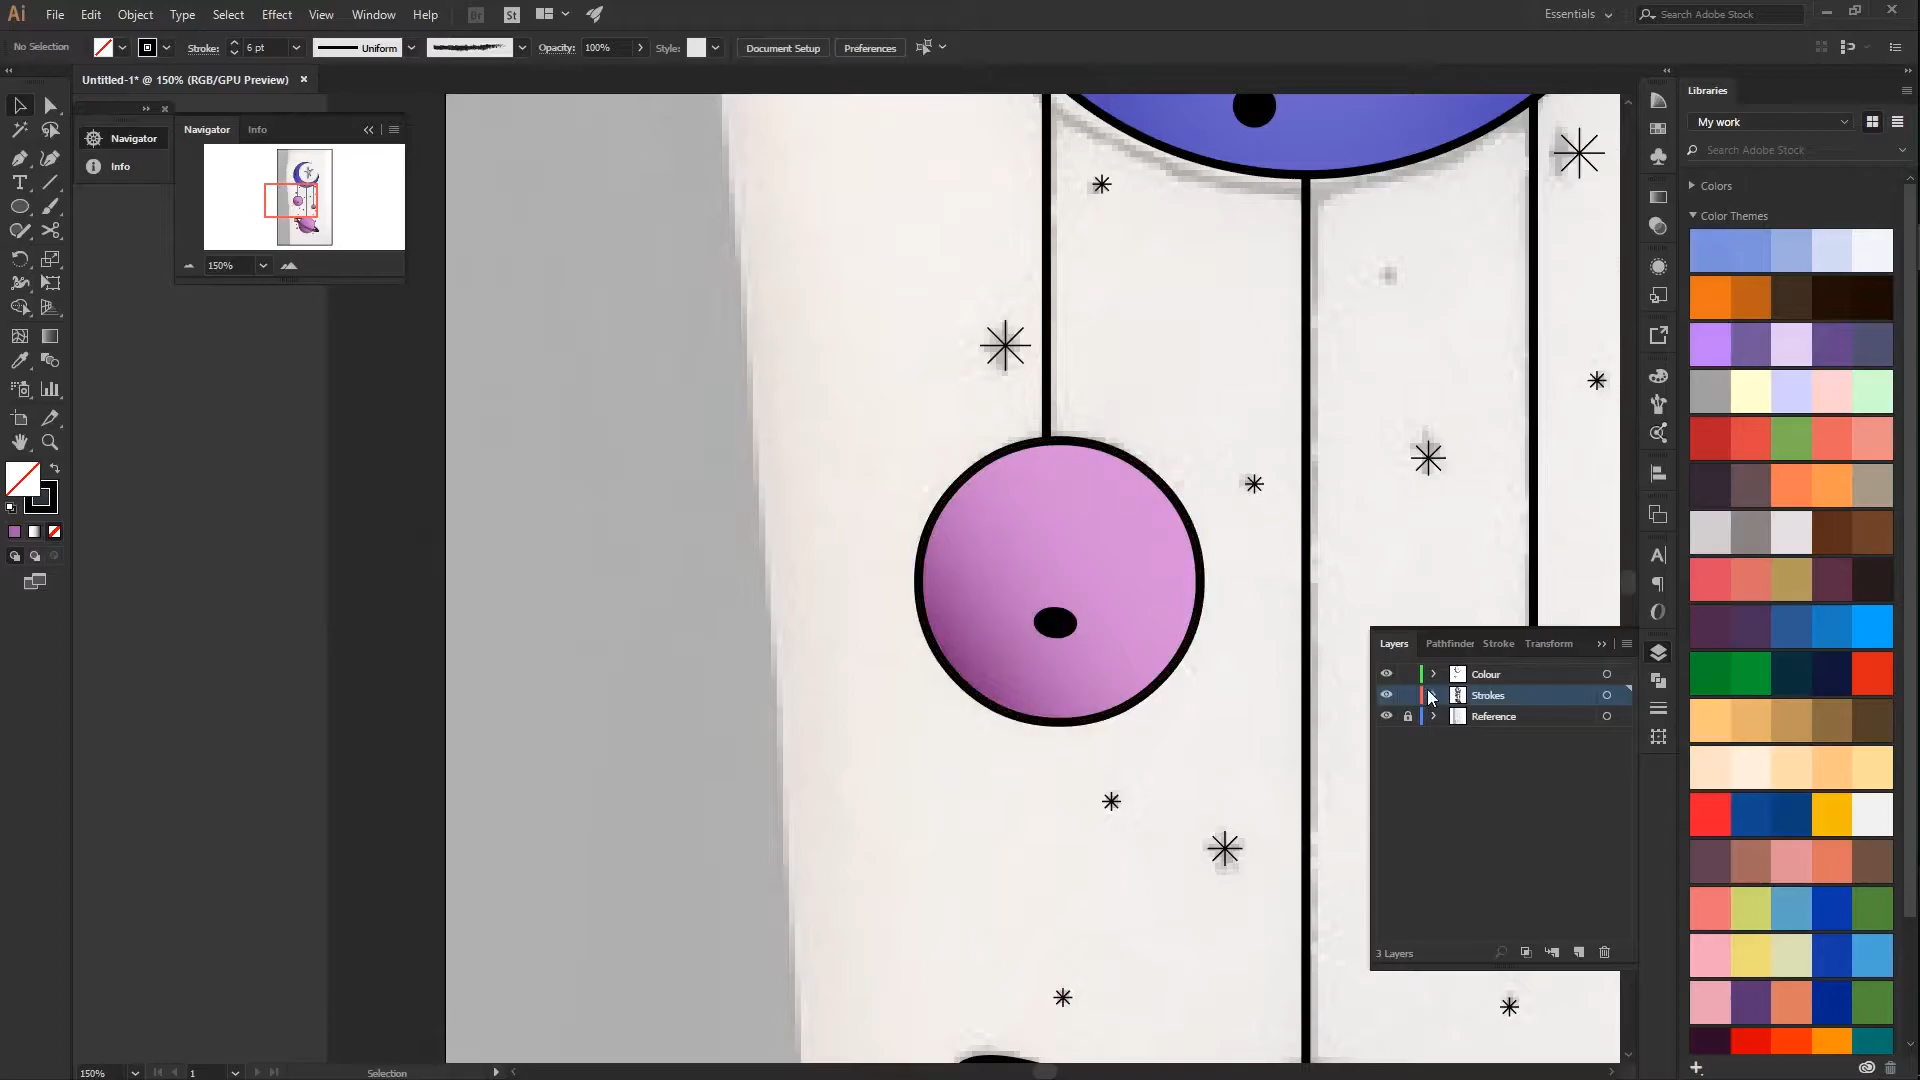 Ai File Edit Object Type Select Effect View Window Help Br St Essentials Search Adobe Stock
No Selection Stroke: 6 pt Uniform Opacity: 100% Style: Document Setup Preferences
Untitled-1* @ 150% (RGB/GPU Preview) ×
Libraries
My work
Search Adobe Stock
Colors
Color Themes
Navigator
Info
Navigator Info
150%
Layers Pathfinder Stroke Transform
Colour
Strokes
Reference
3 Layers
150% 1 Selection